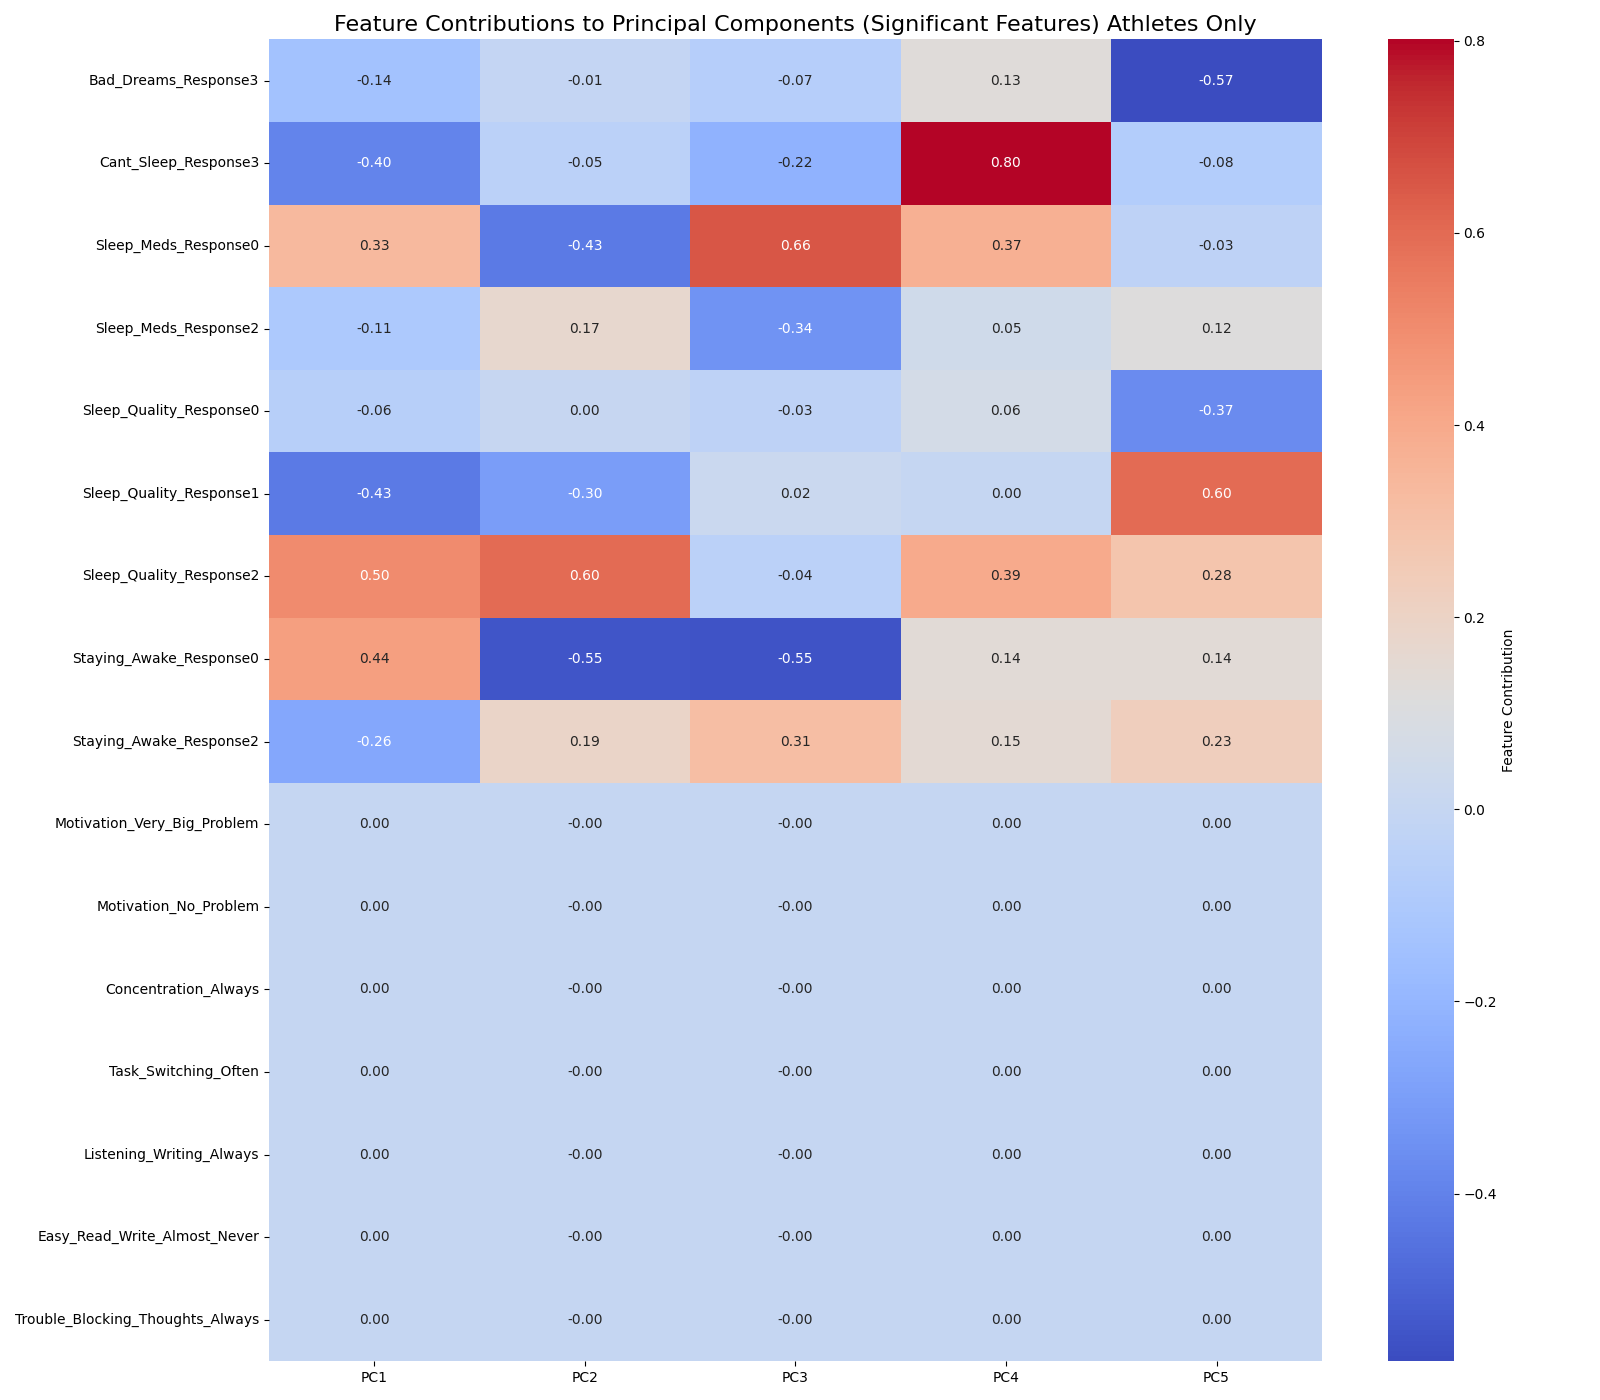 Feature Contributions to Principal Components (Significant Features) Athletes Only
Bad_Dreams_Response3 -0.14 -0.01 -0.07 0.13 -0.57
Cant_Sleep_Response3 -0.40 -0.05 -0.22 0.80 -0.08
Sleep_Meds_Response0 0.33 -0.43 0.66 0.37 -0.03
Sleep_Meds_Response2 -0.11 0.17 -0.34 0.05 0.12
Sleep_Quality_Response0 -0.06 0.00 -0.03 0.06 -0.37
Sleep_Quality_Response1 -0.43 -0.30 0.02 0.00 0.60
Sleep_Quality_Response2 0.50 0.60 -0.04 0.39 0.28
Staying_Awake_Response0 0.44 -0.55 -0.55 0.14 0.14
Staying_Awake_Response2 -0.26 0.19 0.31 0.15 0.23
Motivation_Very_Big_Problem 0.00 -0.00 -0.00 0.00 0.00
Motivation_No_Problem 0.00 -0.00 -0.00 0.00 0.00
Concentration_Always 0.00 -0.00 -0.00 0.00 0.00
Task_Switching_Often 0.00 -0.00 -0.00 0.00 0.00
Listening_Writing_Always 0.00 -0.00 -0.00 0.00 0.00
Easy_Read_Write_Almost_Never 0.00 -0.00 -0.00 0.00 0.00
Trouble_Blocking_Thoughts_Always 0.00 -0.00 -0.00 0.00 0.00
PC1 PC2 PC3 PC4 PC5
0.8
0.6
0.4
0.2
0.0
−0.2
−0.4
Feature Contribution